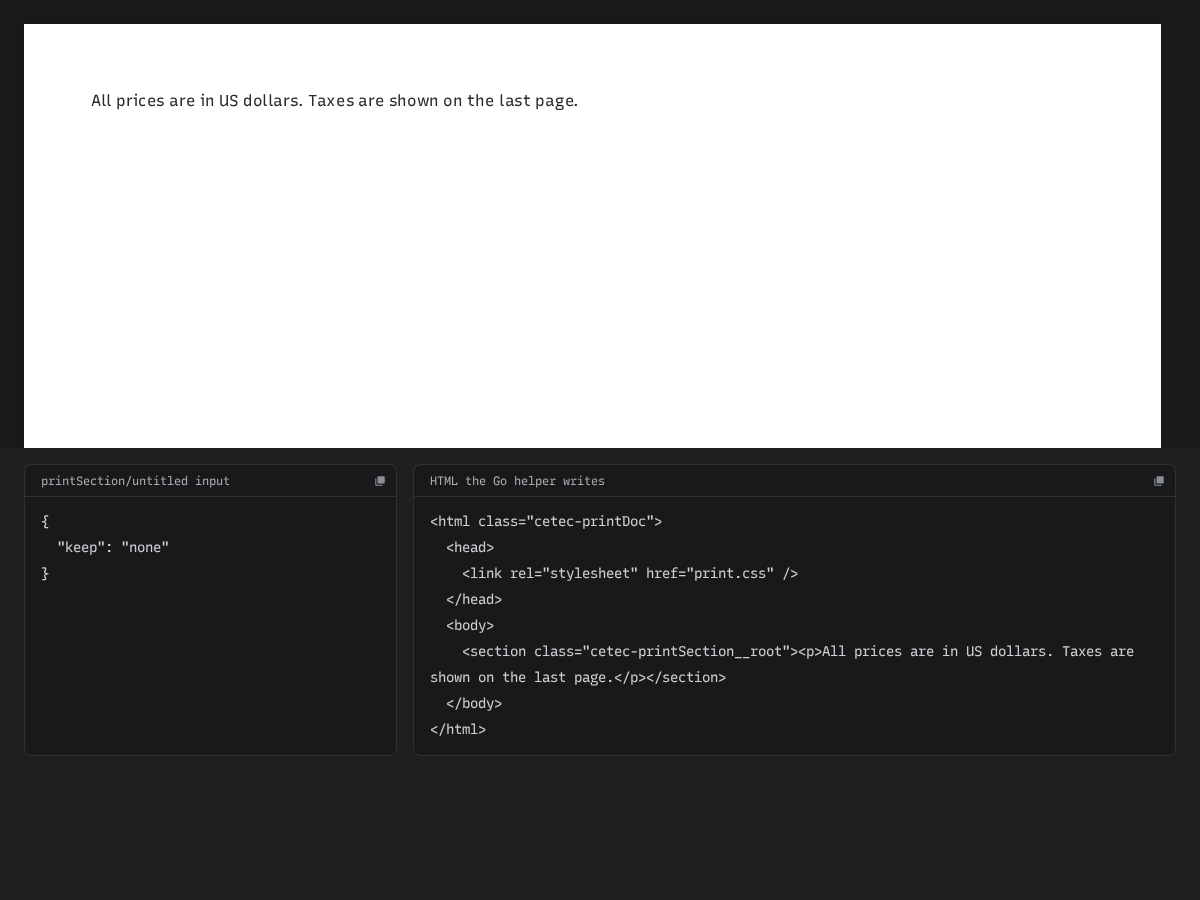 All prices are in US dollars. Taxes are shown on the last page.
printSection/untitled input
{
  "keep": "none"
}
HTML the Go helper writes
<html class="cetec-printDoc">
  <head>
    <link rel="stylesheet" href="print.css" />
  </head>
  <body>
    <section class="cetec-printSection__root"><p>All prices are in US dollars. Taxes are
shown on the last page.</p></section>
  </body>
</html>